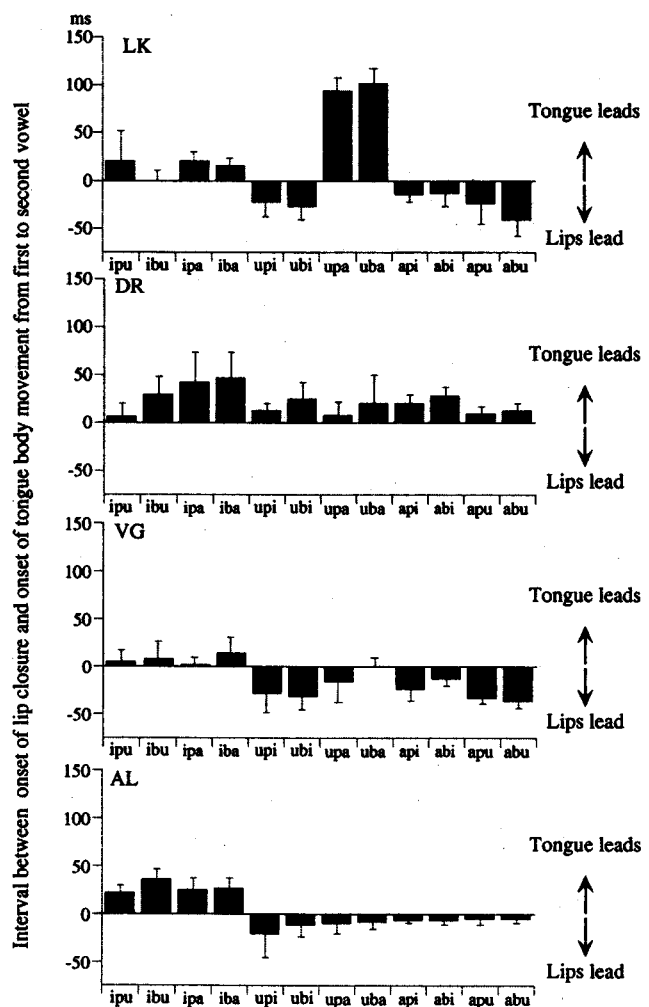 Interval between onset of lip closure and onset of tongue body movement from first to second vowel
ms
150
LK
100
50
0
-50
Tongue leads
Lips lead
ipu ibu ipa iba upi ubi upa uba api abi apu abu
150
DR
100
50
0
-50
Tongue leads
Lips lead
ipu ibu ipa iba upi ubi upa uba api abi apu abu
150
VG
100
50
0
-50
Tongue leads
Lips lead
ipu ibu ipa iba upi ubi upa uba api abi apu abu
150
AL
100
50
0
-50
Tongue leads
Lips lead
ipu ibu ipa iba upi ubi upa uba api abi apu abu